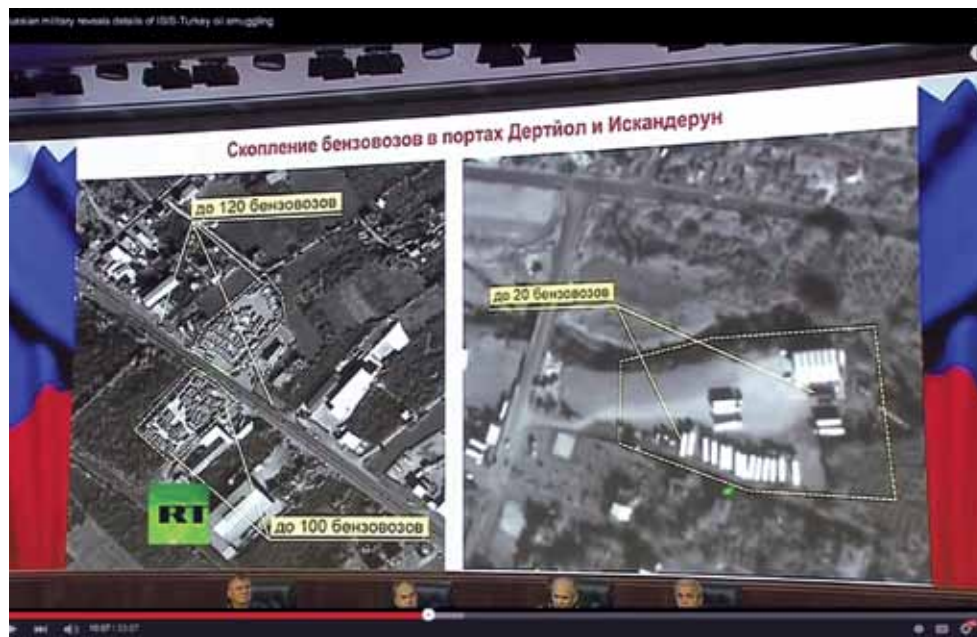 ussian military reveals details of ISIS-Turkey oil smuggling
Скопление бензовозов в портах Дертйол и Искандерун
до 120 бензовозов
до 20 бензовозов
RT
до 100 бензовозов